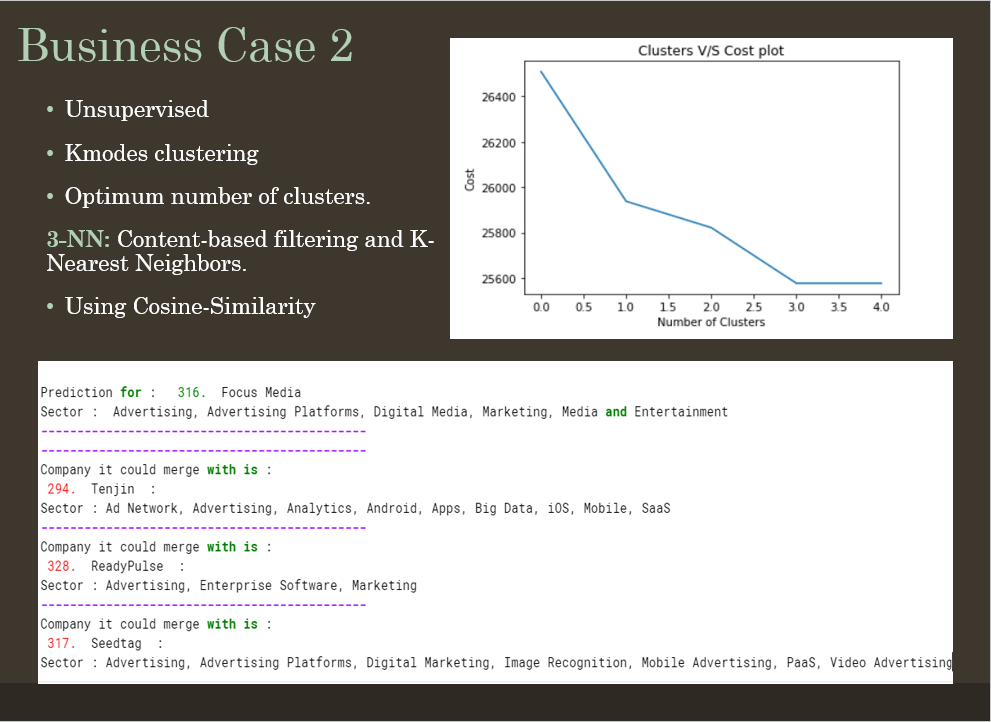 Business Case 2
• Unsupervised
• Kmodes clustering
• Optimum number of clusters.
3-NN: Content-based filtering and K-
Nearest Neighbors.
• Using Cosine-Similarity
Clusters V/S Cost plot
26400
26200
26000
25800
25600
Cost
0.0 0.5 1.0 1.5 2.0 2.5 3.0 3.5 4.0
Number of Clusters
Prediction for : 316. Focus Media
Sector : Advertising, Advertising Platforms, Digital Media, Marketing, Media and Entertainment
---------------------------------------------
---------------------------------------------
Company it could merge with is :
294. Tenjin :
Sector : Ad Network, Advertising, Analytics, Android, Apps, Big Data, iOS, Mobile, SaaS
---------------------------------------------
Company it could merge with is :
328. ReadyPulse :
Sector : Advertising, Enterprise Software, Marketing
---------------------------------------------
Company it could merge with is :
317. Seedtag :
Sector : Advertising, Advertising Platforms, Digital Marketing, Image Recognition, Mobile Advertising, PaaS, Video Advertising